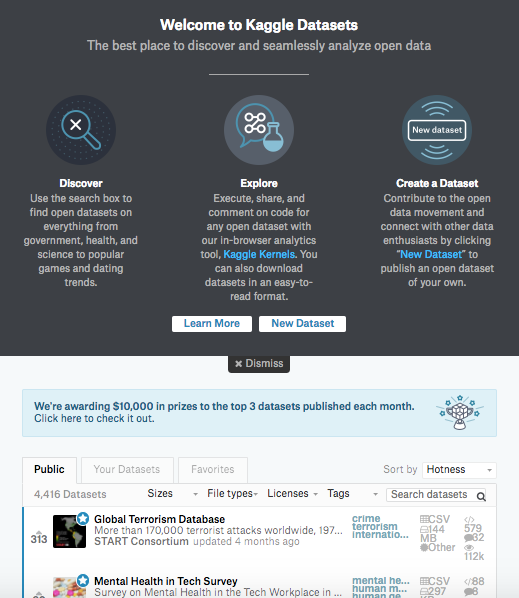 Welcome to Kaggle Datasets
The best place to discover and seamlessly analyze open data
New dataset
Discover
Use the search box to
find open datasets on
everything from
government, health, and
science to popular
games and dating
trends.
Explore
Execute, share, and
comment on code for
any open dataset with
our in-browser analytics
tool, Kaggle Kernels. You
can also download
datasets in an easy-to-
read format.
Create a Dataset
Contribute to the open
data movement and
connect with other data
enthusiasts by clicking
"New Dataset" to
publish an open dataset
of your own.
Learn More New Dataset
× Dismiss
We're awarding $10,000 in prizes to the top 3 datasets published each month.
Click here to check it out.
Public Your Datasets Favorites Sort by Hotness
4,416 Datasets Sizes File types Licenses Tags Search datasets
313
Global Terrorism Database
More than 170,000 terrorist attacks worldwide, 197...
START Consortium updated 4 months ago
crime
terrorism
internatio...
CSV
144
MB
Other
</>
579
32
112k
Mental Health in Tech Survey
Survey on Mental Health in the Tech Workplace in ...
mental he...
human m...
CSV
297
</>88
8